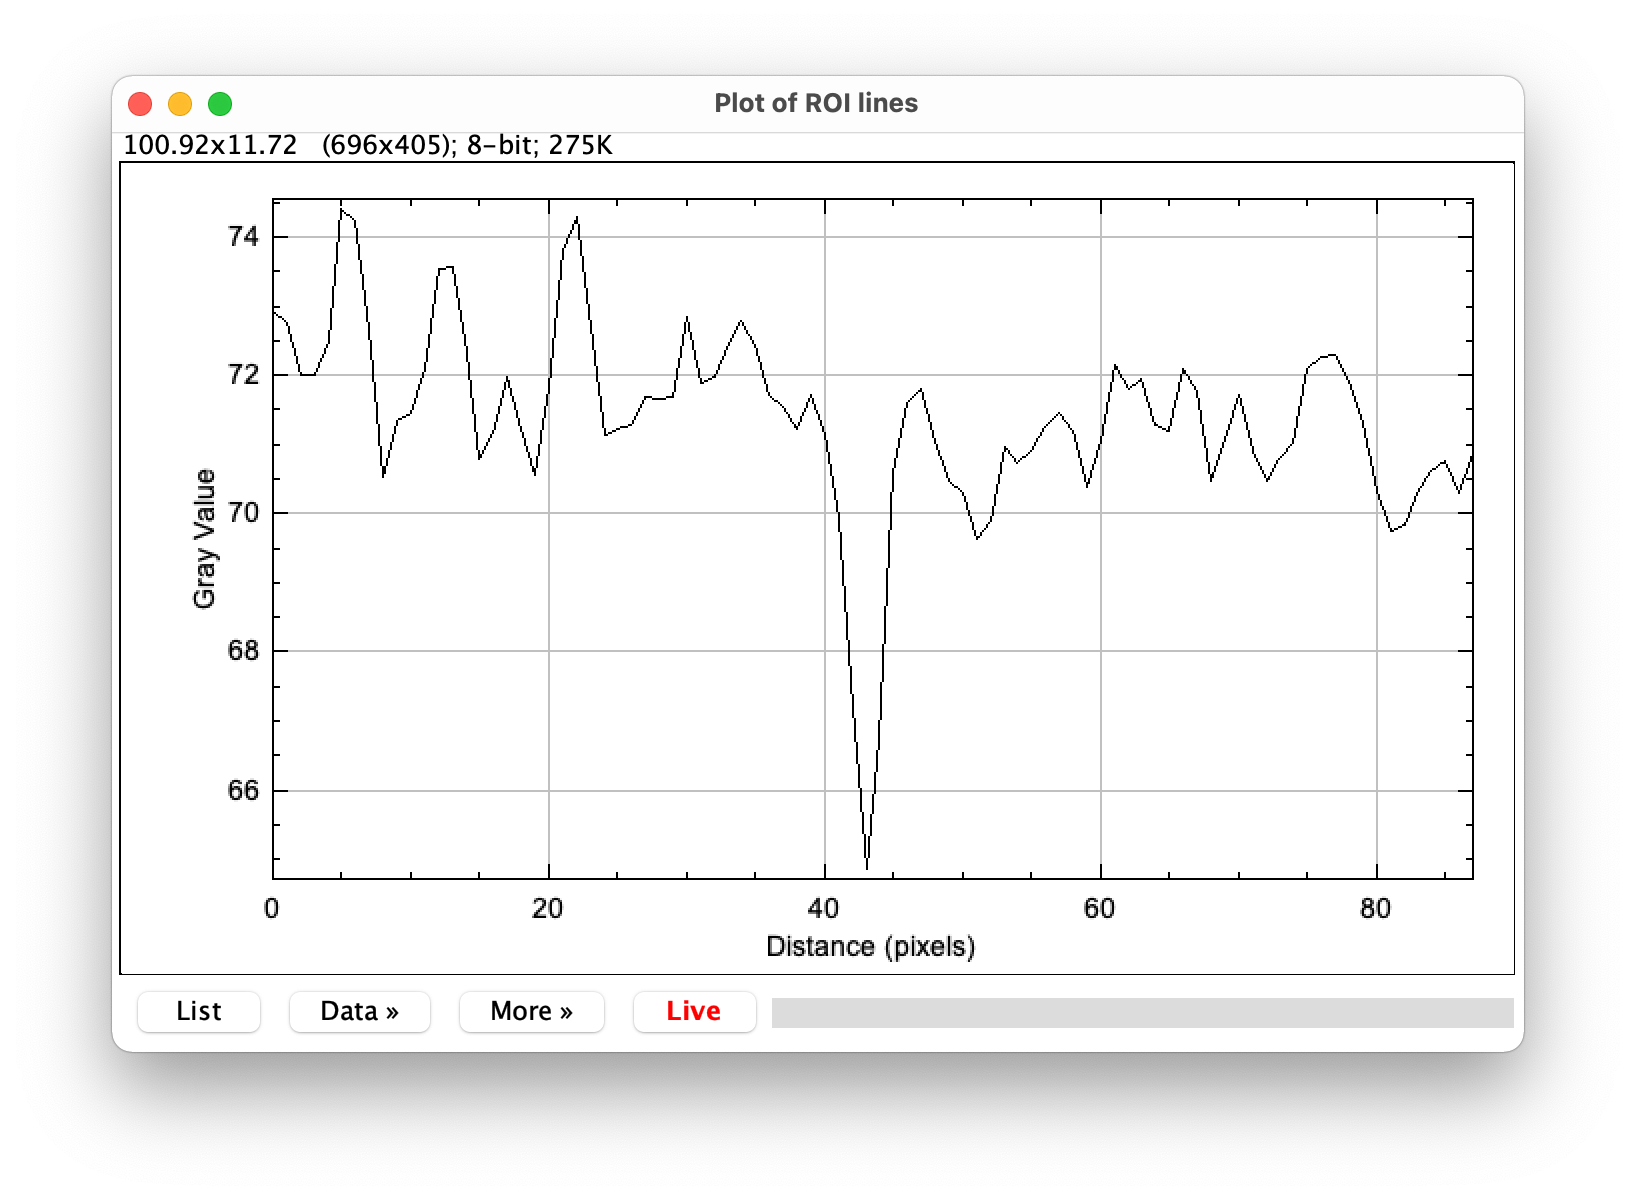 Plot of ROI lines
100.92x11.72 (696x405); 8-bit; 275K
74
72
70
68
66
Gray Value
0 20 40 60 80
Distance (pixels)
List Data » More » Live